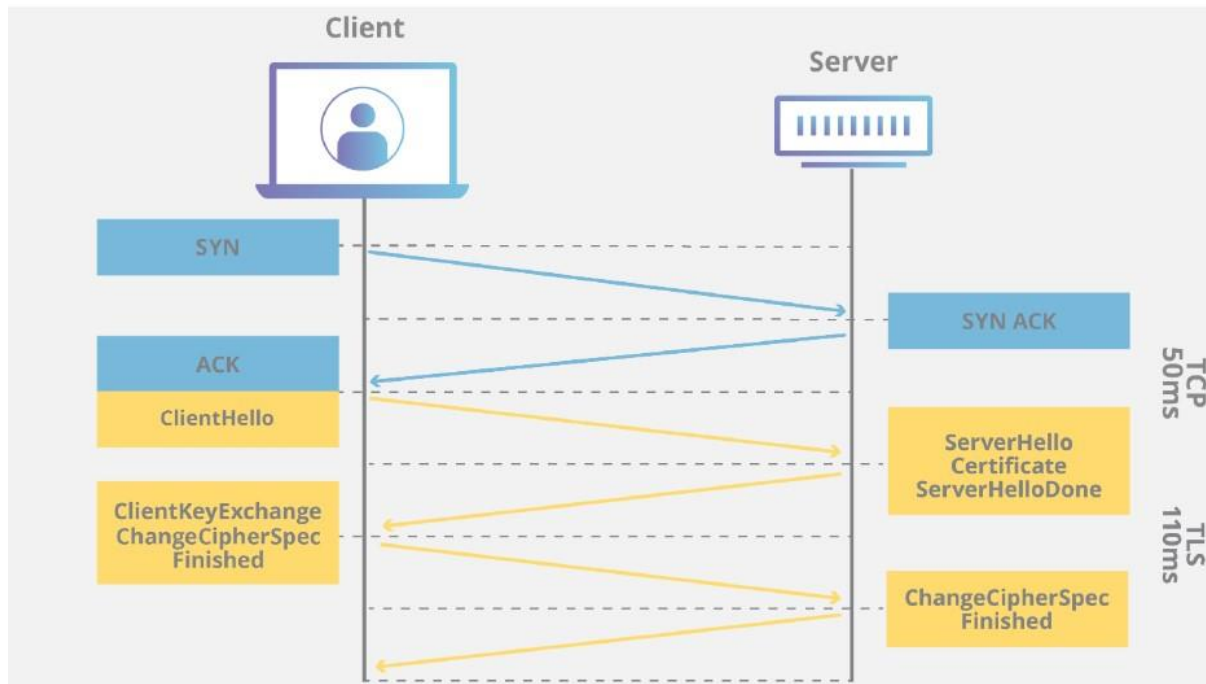 Client
Server
SYN
SYN ACK
ACK
ClientHello
TCP
50ms
ServerHello
Certificate
ServerHelloDone
ClientKeyExchange
ChangeCipherSpec
Finished
TLS
110ms
ChangeCipherSpec
Finished